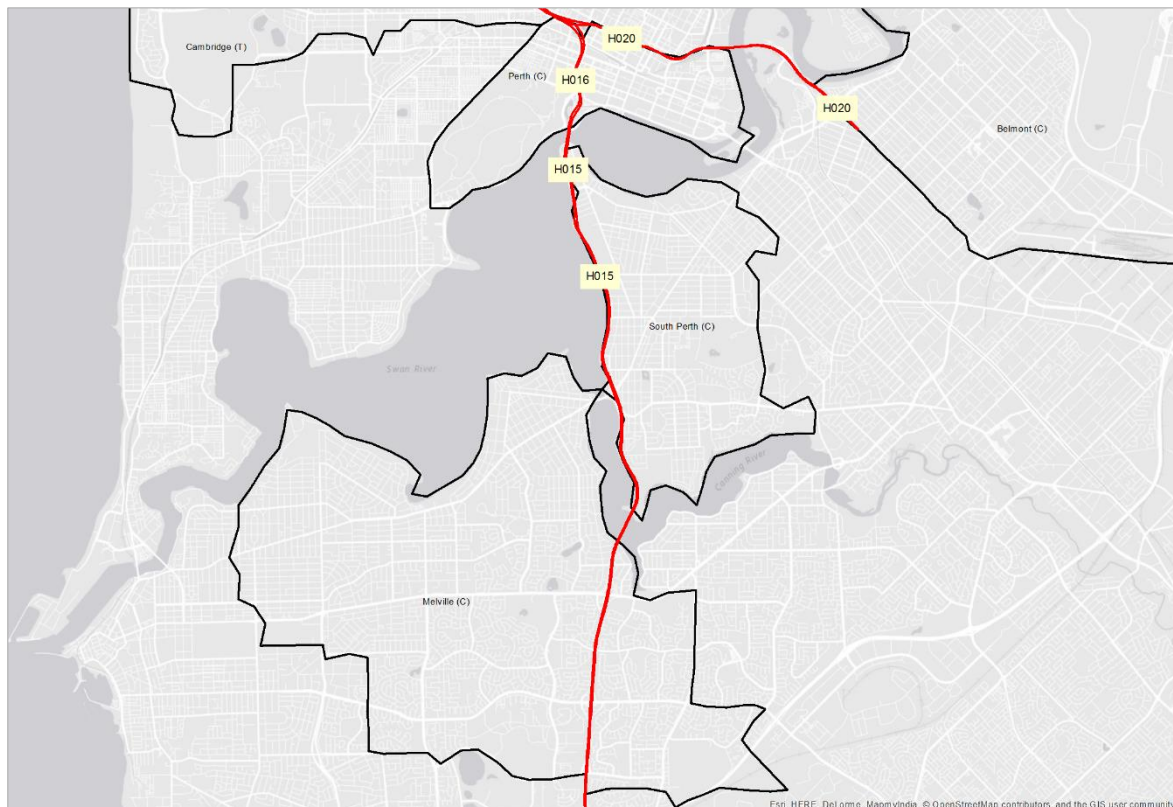 H020
Cambridge (T)
Perth (C)
H016
H020
Belmont (C)
H015
H015
South Perth (C)
Swan River
Canning River
Melville (C)
Esri, HERE, DeLorme, MapmyIndia, © OpenStreetMap contributors, and the GIS user community